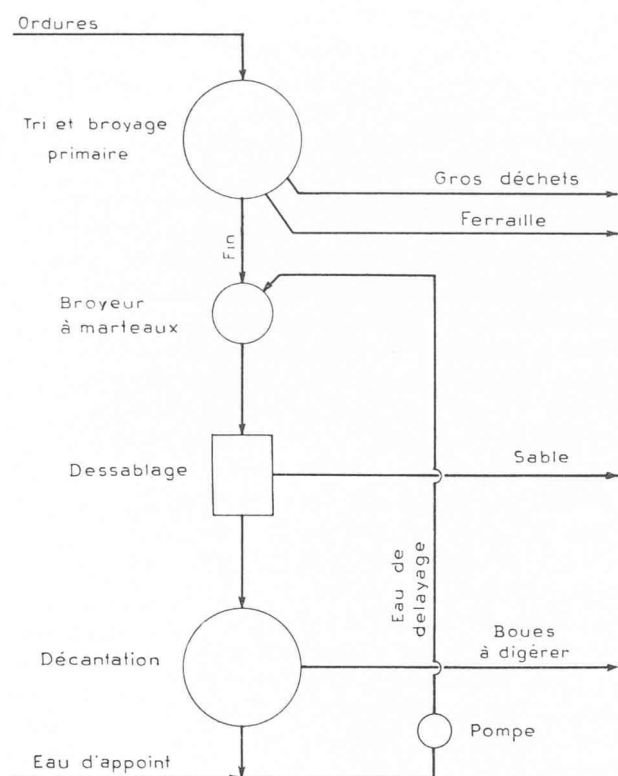 Ordures
Tri et broyage
primaire
Gros déchets
Ferraille
Fin
Broyeur
à marteaux
Dessablage
Sable
Eau de
delayage
Boues
à digérer
Décantation
Pompe
Eau d'appoint